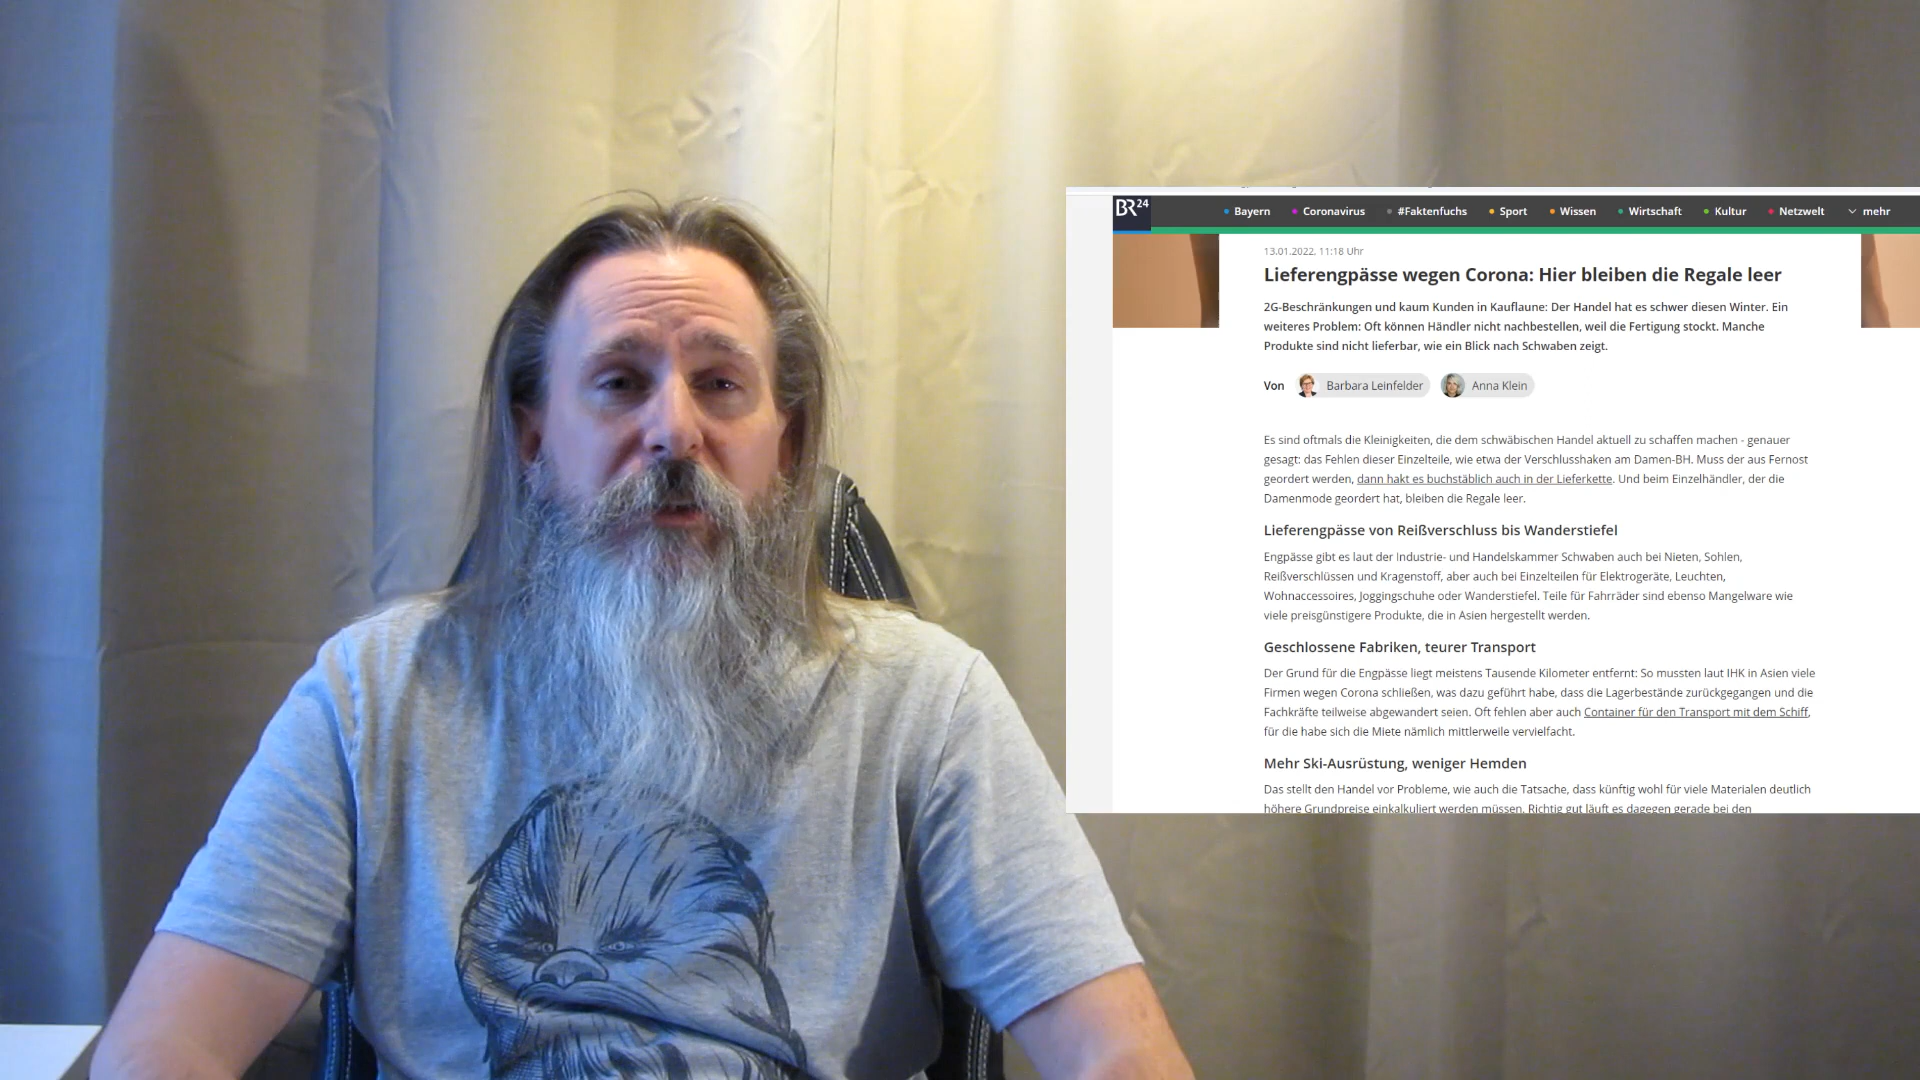 BR24
Bayern
Coronavirus
#Faktenfuchs
Sport
Wissen
Wirtschaft
Kultur
Netzwelt
mehr
13.01.2022, 11:18 Uhr
Lieferengpässe wegen Corona: Hier bleiben die Regale leer
2G-Beschränkungen und kaum Kunden in Kauflaune: Der Handel hat es schwer diesen Winter. Ein
weiteres Problem: Oft können Händler nicht nachbestellen, weil die Fertigung stockt. Manche
Produkte sind nicht lieferbar, wie ein Blick nach Schwaben zeigt.
Von Barbara Leinfelder Anna Klein
Es sind oftmals die Kleinigkeiten, die dem schwäbischen Handel aktuell zu schaffen machen - genauer
gesagt: das Fehlen dieser Einzelteile, wie etwa der Verschlusshaken am Damen-BH. Muss der aus Fernost
geordert werden, dann hakt es buchstäblich auch in der Lieferkette. Und beim Einzelhändler, der die
Damenmode geordert hat, bleiben die Regale leer.
Lieferengpässe von Reißverschluss bis Wanderstiefel
Engpässe gibt es laut der Industrie- und Handelskammer Schwaben auch bei Nieten, Sohlen,
Reißverschlüssen und Kragenstoff, aber auch bei Einzelteilen für Elektrogeräte, Leuchten,
Wohnaccessoires, Joggingschuhe oder Wanderstiefel. Teile für Fahrräder sind ebenso Mangelware wie
viele preisgünstigere Produkte, die in Asien hergestellt werden.
Geschlossene Fabriken, teurer Transport
Der Grund für die Engpässe liegt meistens Tausende Kilometer entfernt: So mussten laut IHK in Asien viele
Firmen wegen Corona schließen, was dazu geführt habe, dass die Lagerbestände zurückgegangen und die
Fachkräfte teilweise abgewandert seien. Oft fehlen aber auch Container für den Transport mit dem Schiff,
für die habe sich die Miete nämlich mittlerweile vervielfacht.
Mehr Ski-Ausrüstung, weniger Hemden
Das stellt den Handel vor Probleme, wie auch die Tatsache, dass künftig wohl für viele Materialen deutlich
höhere Grundpreise einkalkuliert werden müssen. Richtig gut läuft es dagegen gerade bei den